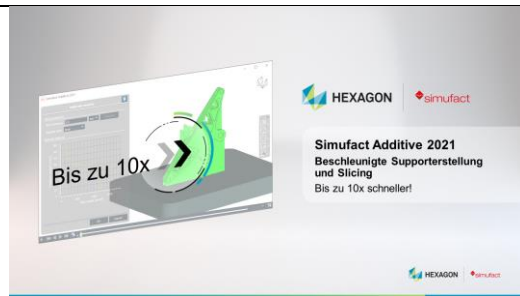 Bis zu 10x
HEXAGON
simufact
Simufact Additive 2021
Beschleunigte Supporterstellung
und Slicing
Bis zu 10x schneller!
HEXAGON
simufact